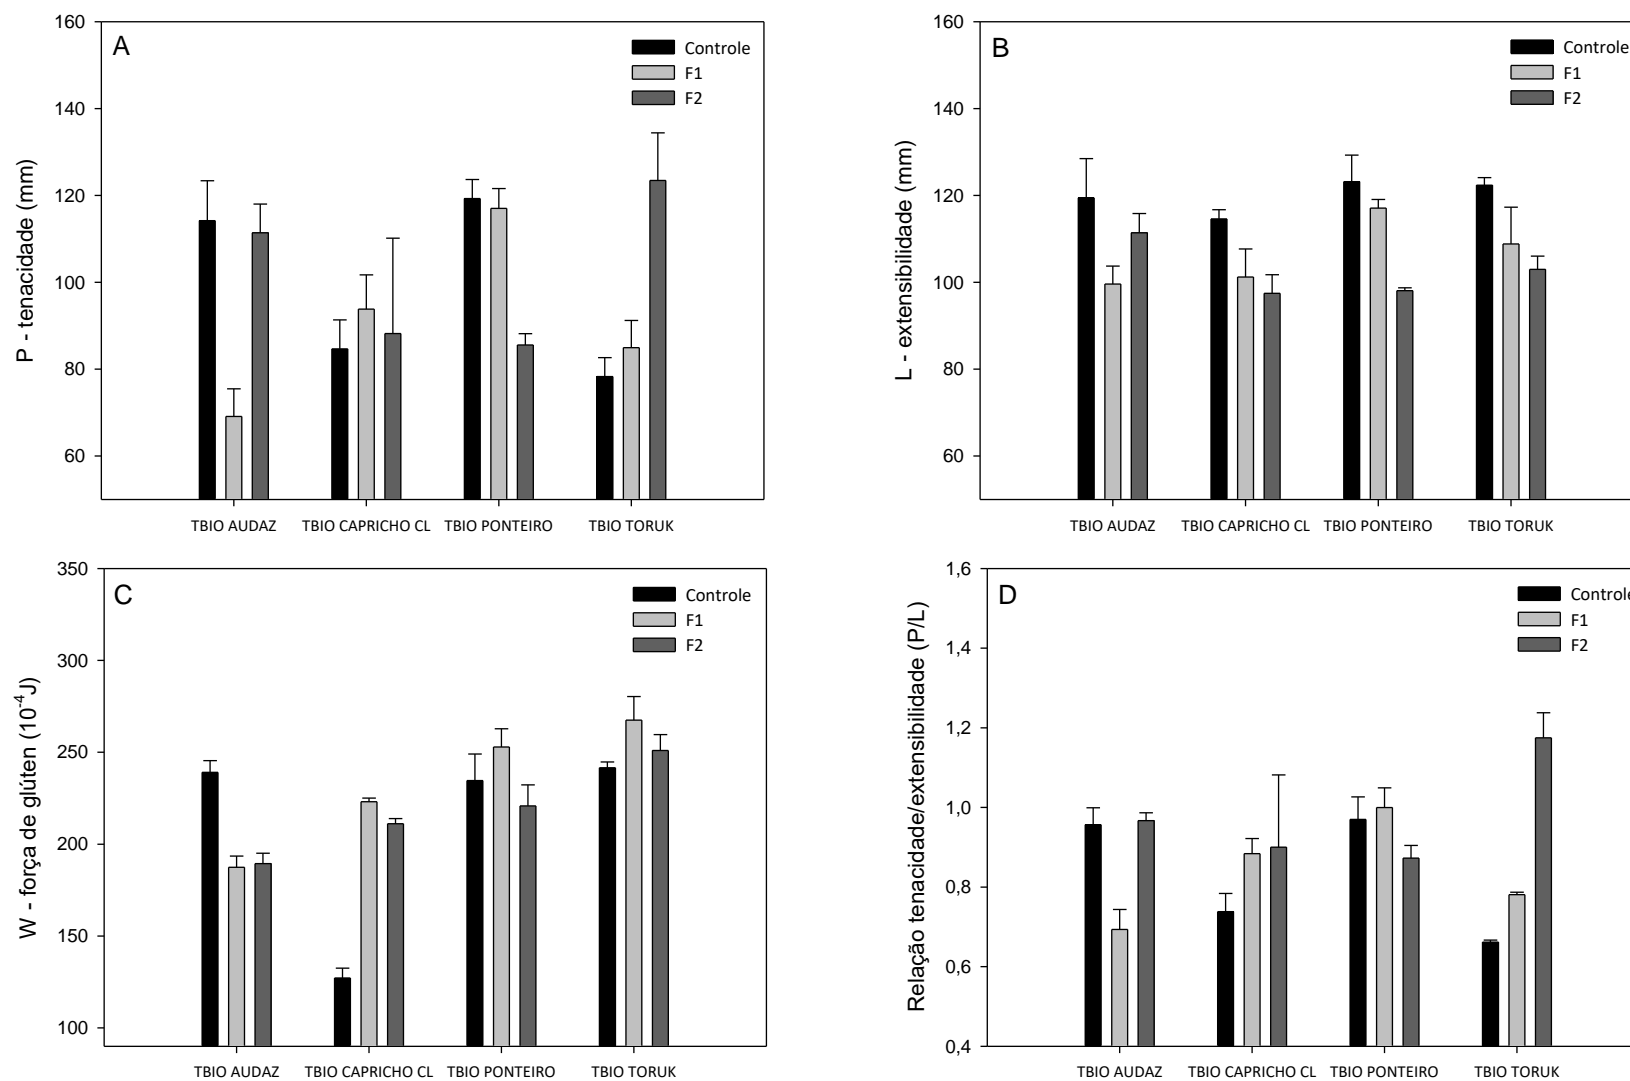 A
Controle
F1
F2
P - tenacidade (mm)
160
140
120
100
80
60
TBIO AUDAZ
TBIO CAPRICHO CL
TBIO PONTEIRO
TBIO TORUK
B
Controle
F1
F2
L - extensibilidade (mm)
160
140
120
100
80
60
TBIO AUDAZ
TBIO CAPRICHO CL
TBIO PONTEIRO
TBIO TORUK
C
Controle
F1
F2
W - força de glúten (10⁻⁴J)
350
300
250
200
150
100
TBIO AUDAZ
TBIO CAPRICHO CL
TBIO PONTEIRO
TBIO TORUK
D
Controle
F1
F2
Relação tenacidade/extensibilidade (P/L)
1,6
1,4
1,2
1,0
0,8
0,6
0,4
TBIO AUDAZ
TBIO CAPRICHO CL
TBIO PONTEIRO
TBIO TORUK